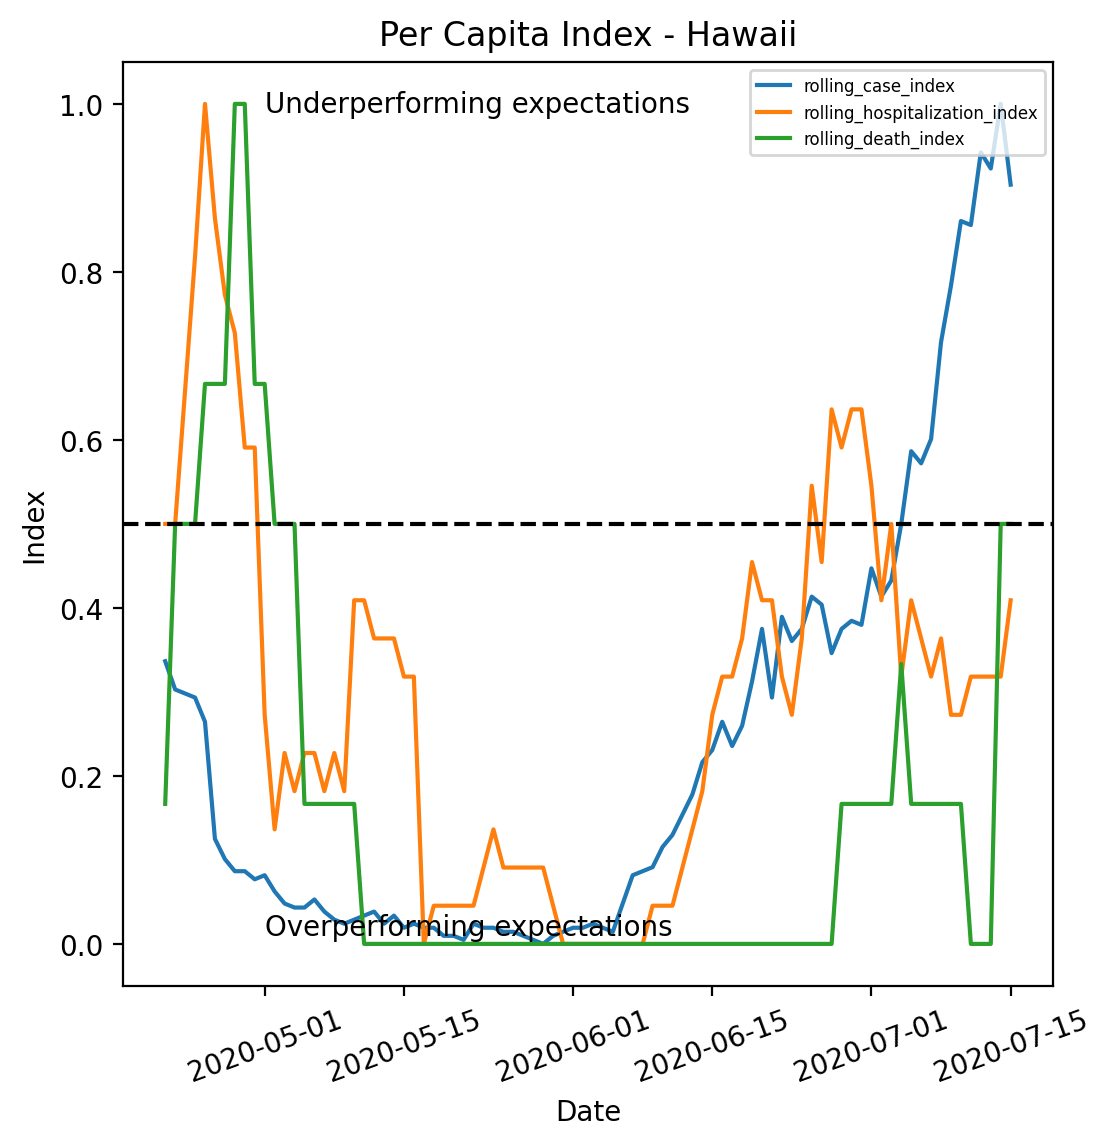 Per Capita Index - Hawaii
rolling_case_index
rolling_hospitalization_index
rolling_death_index
Underperforming expectations
Overperforming expectations
Index
1.0
0.8
0.6
0.4
0.2
0.0
2020-05-01
2020-05-15
2020-06-01
2020-06-15
2020-07-01
2020-07-15
Date